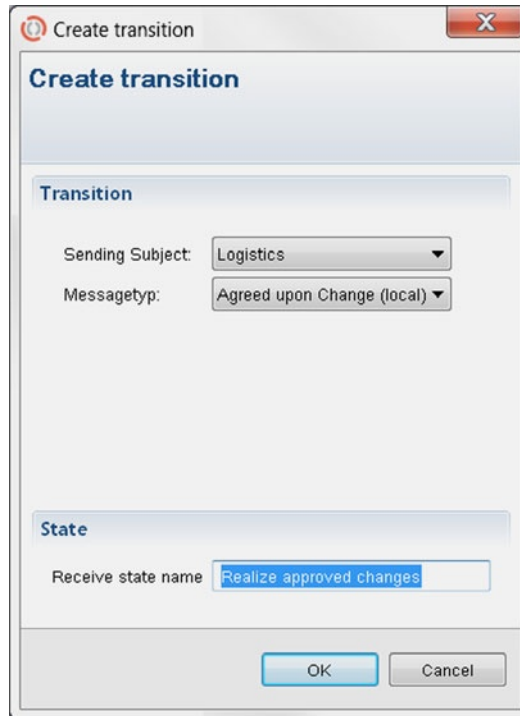 Create transition
Create transition
Transition
Sending Subject: Logistics
Messagetyp: Agreed upon Change (local)
State
Receive state name Realize approved changes
OK Cancel